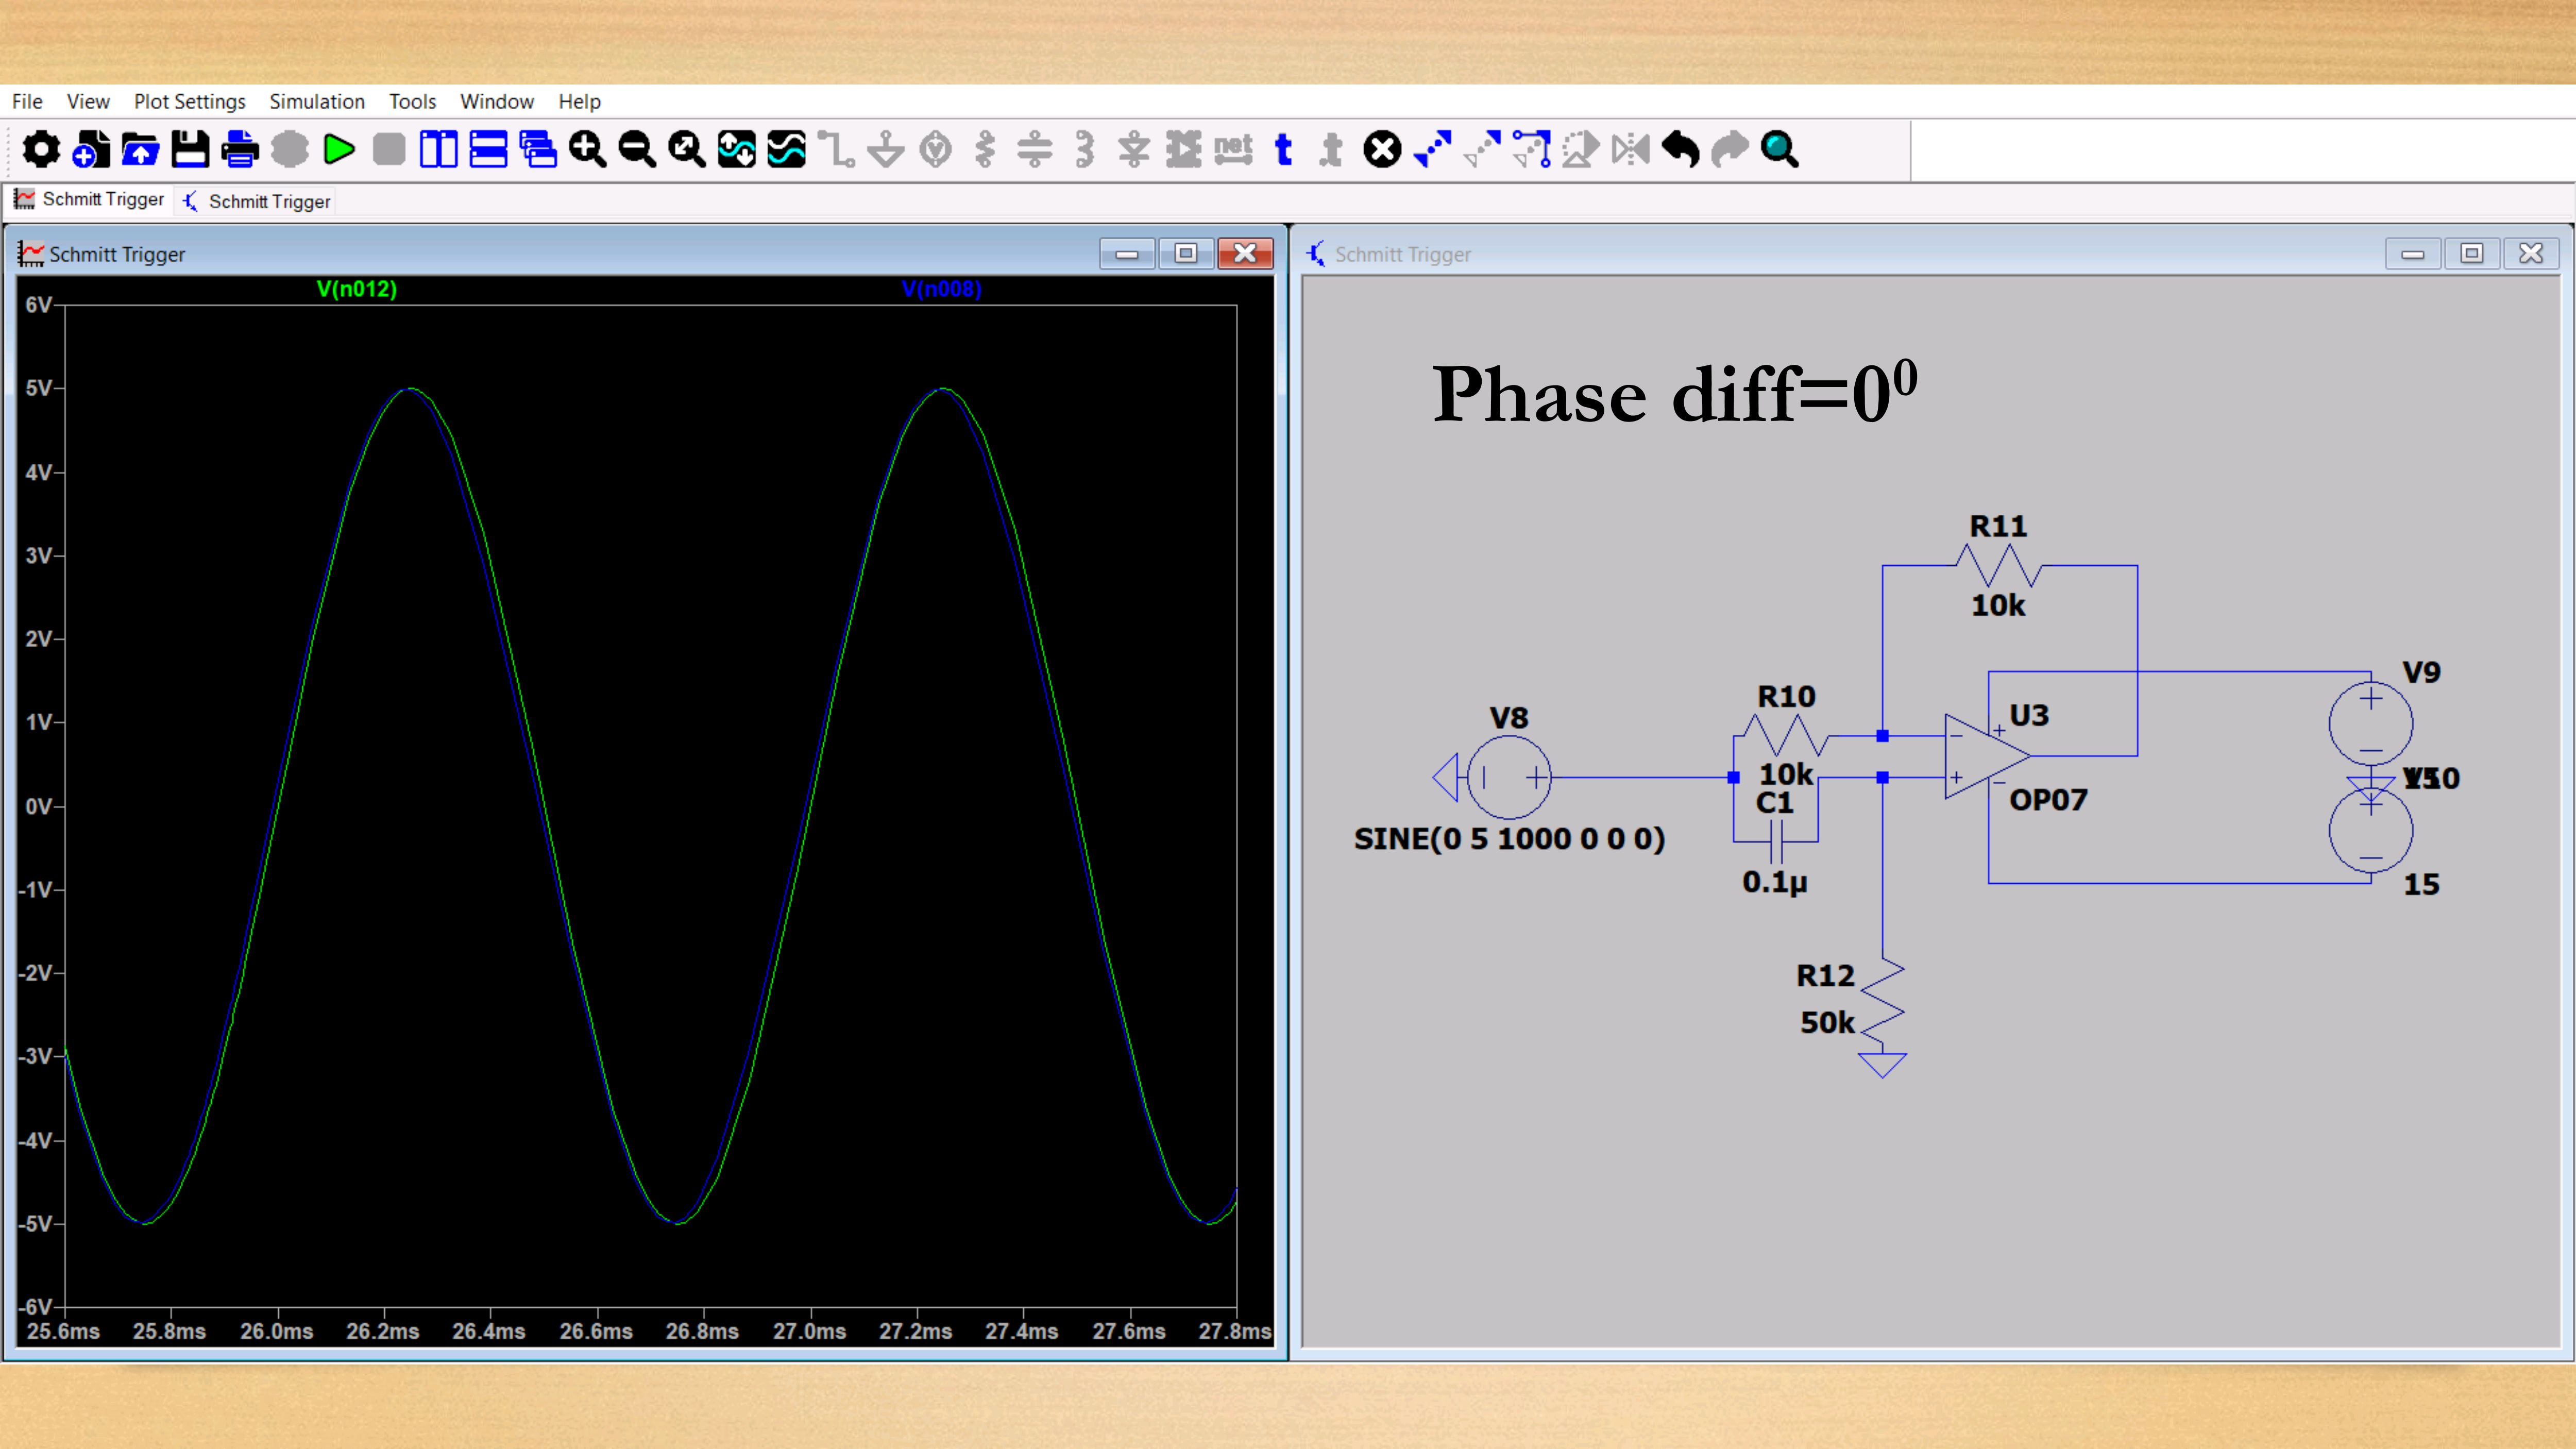 File View Plot Settings Simulation Tools Window Help
net t t
Schmitt Trigger Schmitt Trigger
Schmitt Trigger
V(n012) V(n008)
6V
5V
4V
3V
2V
1V
0V
-1V
-2V
-3V
-4V
-5V
-6V
25.6ms 25.8ms 26.0ms 26.2ms 26.4ms 26.6ms 26.8ms 27.0ms 27.2ms 27.4ms 27.6ms 27.8ms
Schmitt Trigger
Phase diff=0⁰
R11
10k
V9
R10
V8
U3
10k
C1
OP07
SINE(0 5 1000 0 0 0)
0.1µ
15
R12
50k